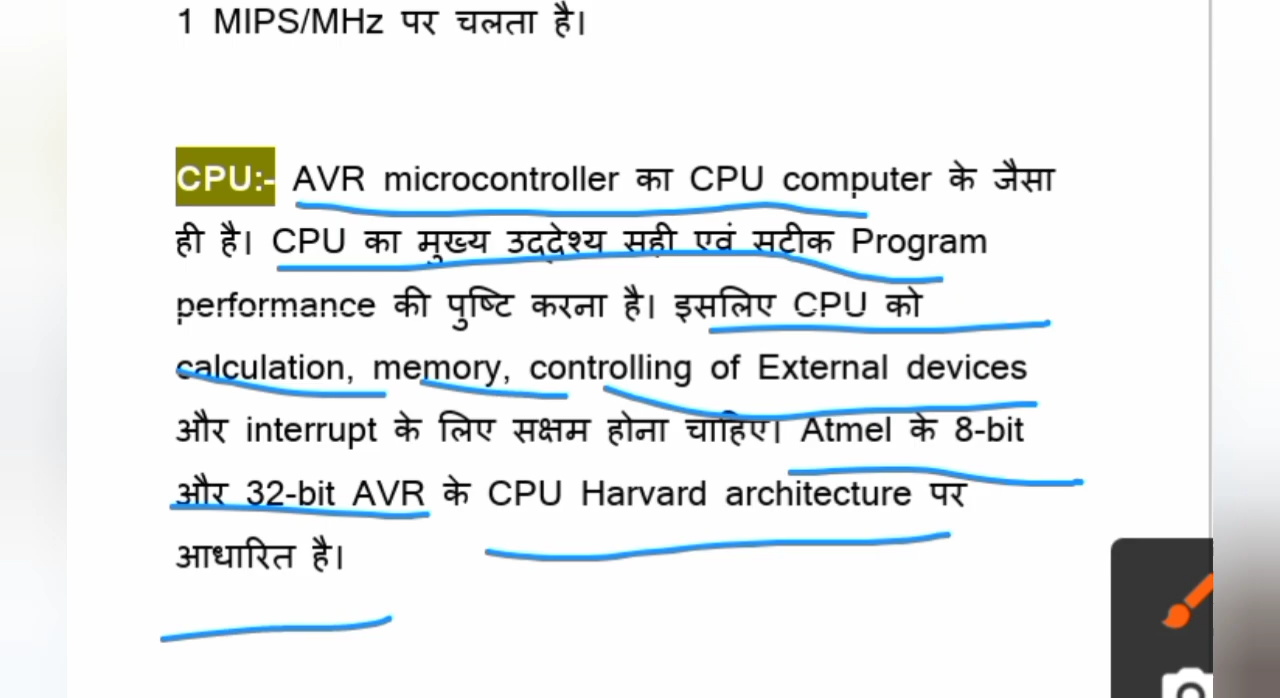 1 MIPS/MHz पर चलता है।
CPU:- AVR microcontroller का CPU computer के जैसा
ही है। CPU का मुख्य उद्देश्य सही एवं सटीक Program
performance की पुष्टि करना है। इसलिए CPU को
calculation, memory, controlling of External devices
और interrupt के लिए सक्षम होना चाहिए। Atmel के 8-bit
और 32-bit AVR के CPU Harvard architecture पर
आधारित है।